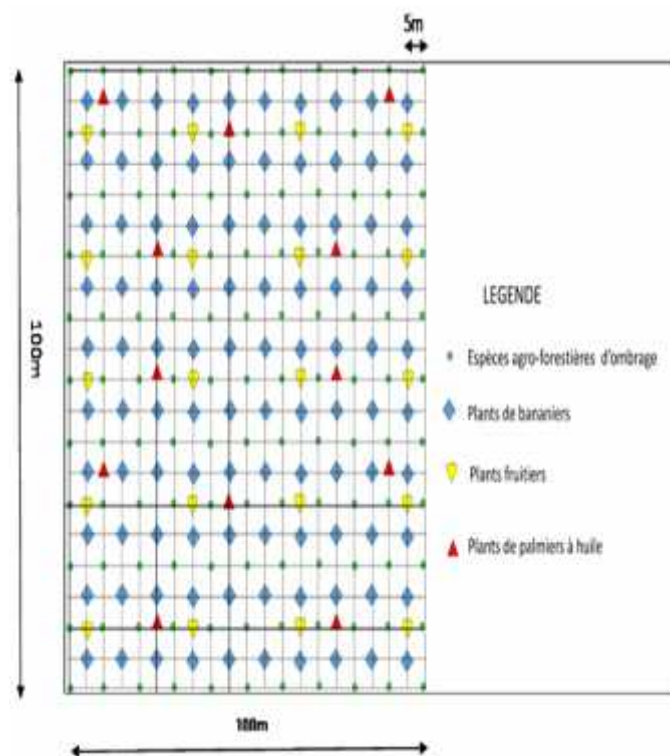 5m
100m
LEGENDE
Espèces agro-forestières d'ombrage
Plants de bananiers
Plants fruitiers
Plants de palmiers à huile
100m